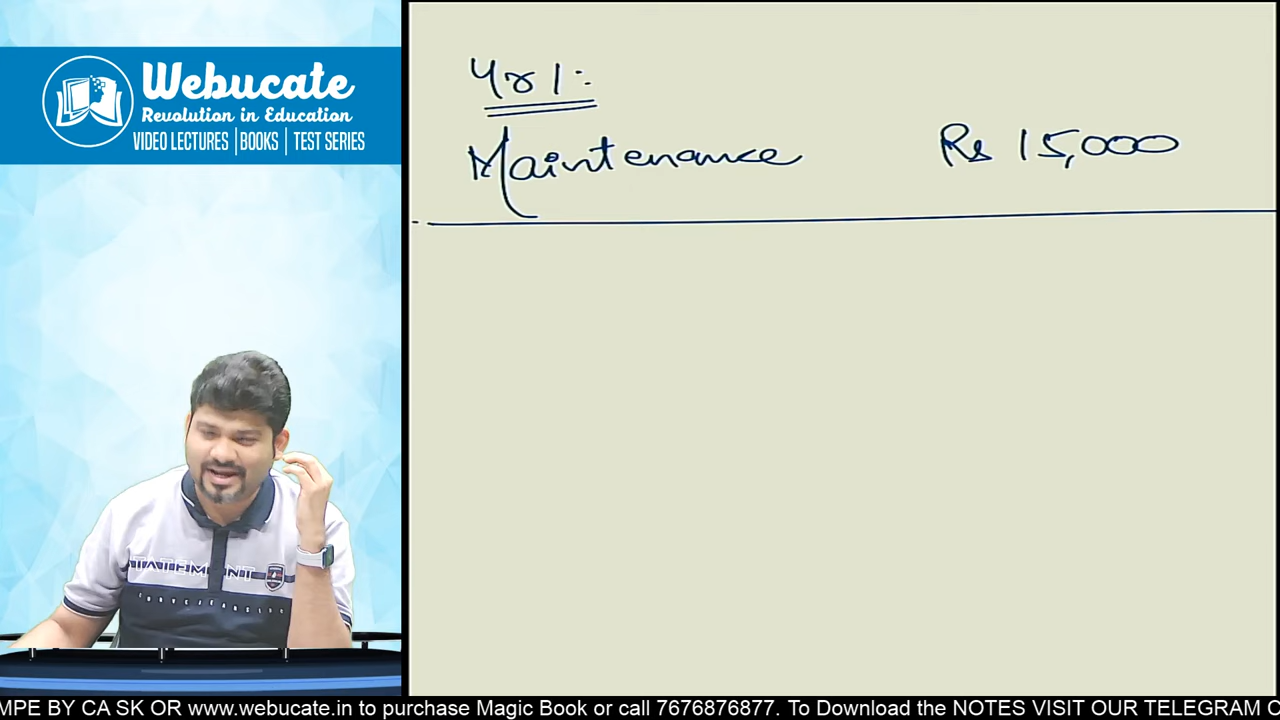 Webucate
Revolution in Education
VIDEO LECTURES | BOOKS | TEST SERIES
Yr 1:
Maintenance Rs 15,000
STATEMENT
MPE BY CA SK OR www.webucate.in to purchase Magic Book or call 7676876877. To Download the NOTES VISIT OUR TELEGRAM C